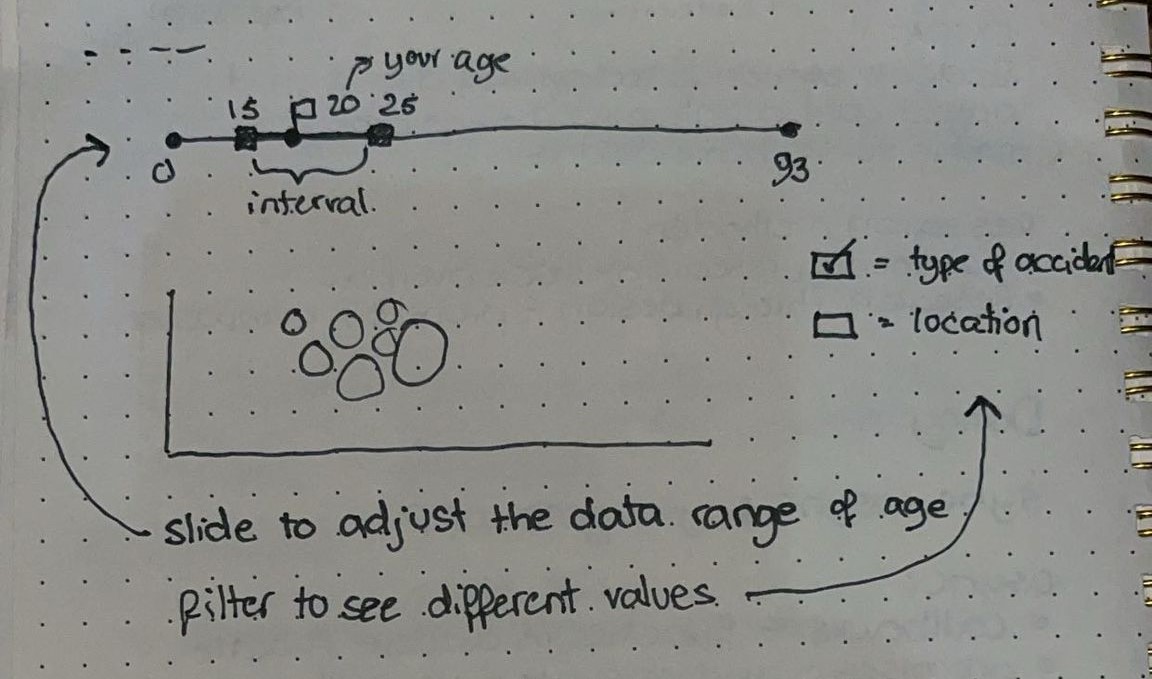 your age
15 20 25
0 93
interval.
☑ = type of accident
☐ = location
slide to adjust the data range of age
filter to see different values